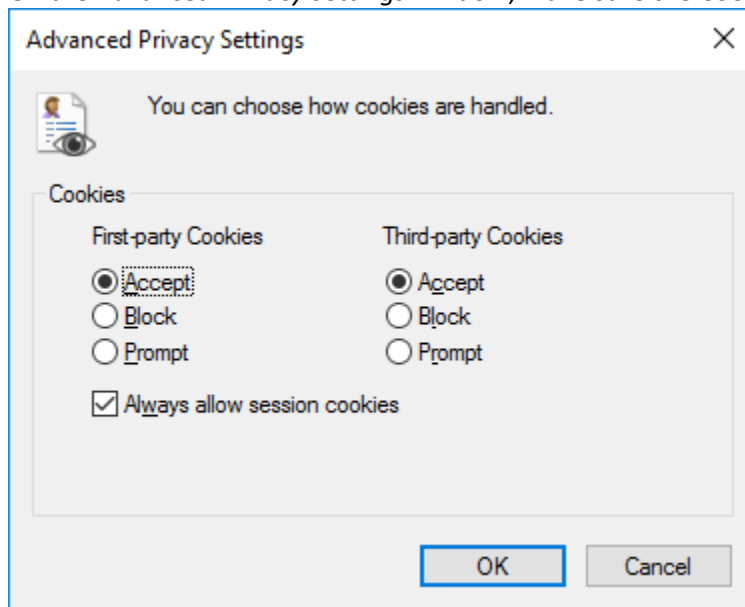 Advanced Privacy Settings
You can choose how cookies are handled.
Cookies
First-party Cookies Third-party Cookies
Accept Accept
Block Block
Prompt Prompt
Always allow session cookies
OK Cancel